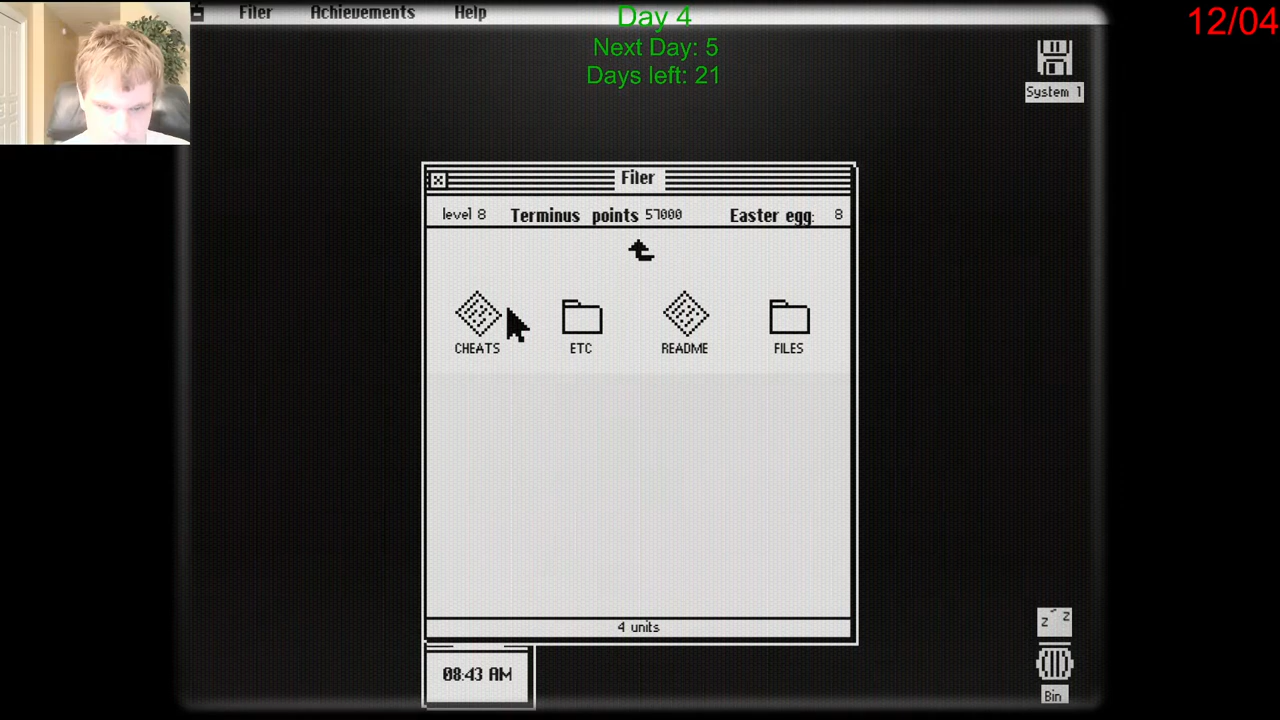 Filer Achievements Help
Day 4
Next Day: 5
Days left: 21
12/04
System 1
Filer
level 8 Terminus points 57000 Easter egg: 8
CHEATS ETC README FILES
4 units
z z
08:43 AM
Bin